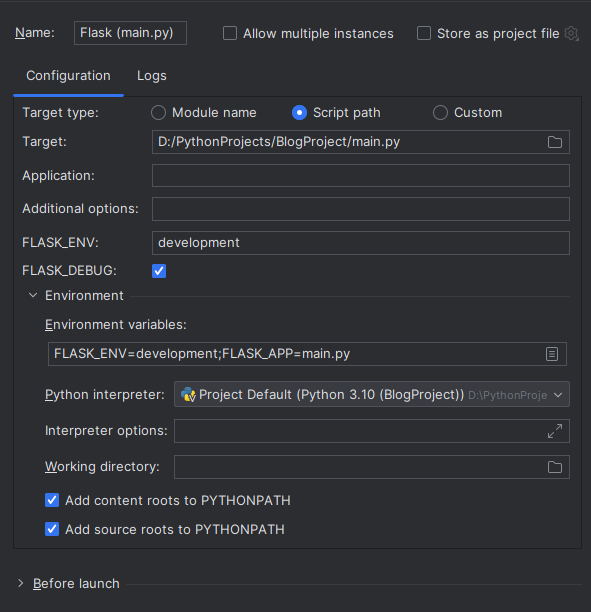 Name: Flask (main.py) Allow multiple instances Store as project file
Configuration Logs
Target type: Module name Script path Custom
Target: D:/PythonProjects/BlogProject/main.py
Application:
Additional options:
FLASK_ENV: development
FLASK_DEBUG:
Environment
Environment variables:
FLASK_ENV=development;FLASK_APP=main.py
Python interpreter: Project Default (Python 3.10 (BlogProject)) D:\PythonProje
Interpreter options:
Working directory:
Add content roots to PYTHONPATH
Add source roots to PYTHONPATH
Before launch